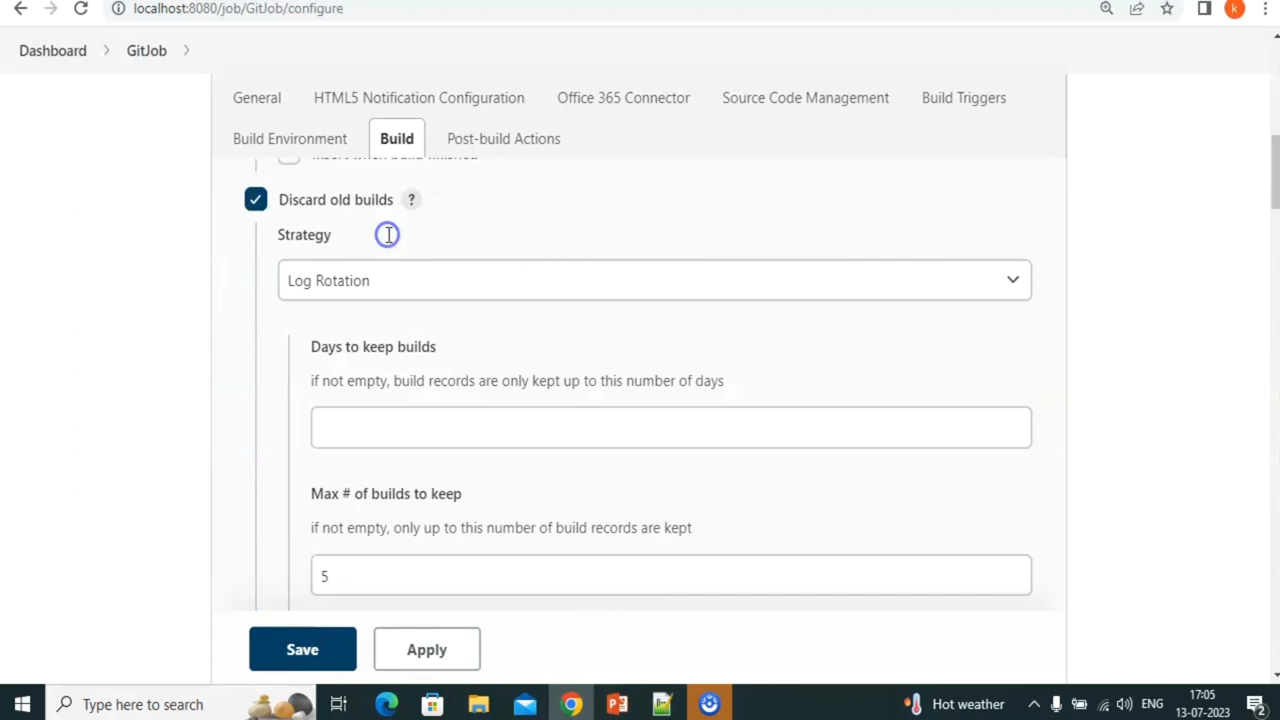 localhost:8080/job/GitJob/configure
k
Dashboard GitJob
General HTML5 Notification Configuration Office 365 Connector Source Code Management Build Triggers
Build Environment Build Post-build Actions
Discard old builds ?
Strategy
Log Rotation
Days to keep builds
if not empty, build records are only kept up to this number of days
Max # of builds to keep
if not empty, only up to this number of build records are kept
5
Save Apply
Type here to search
Hot weather
ENG
17:05
13-07-2023
2